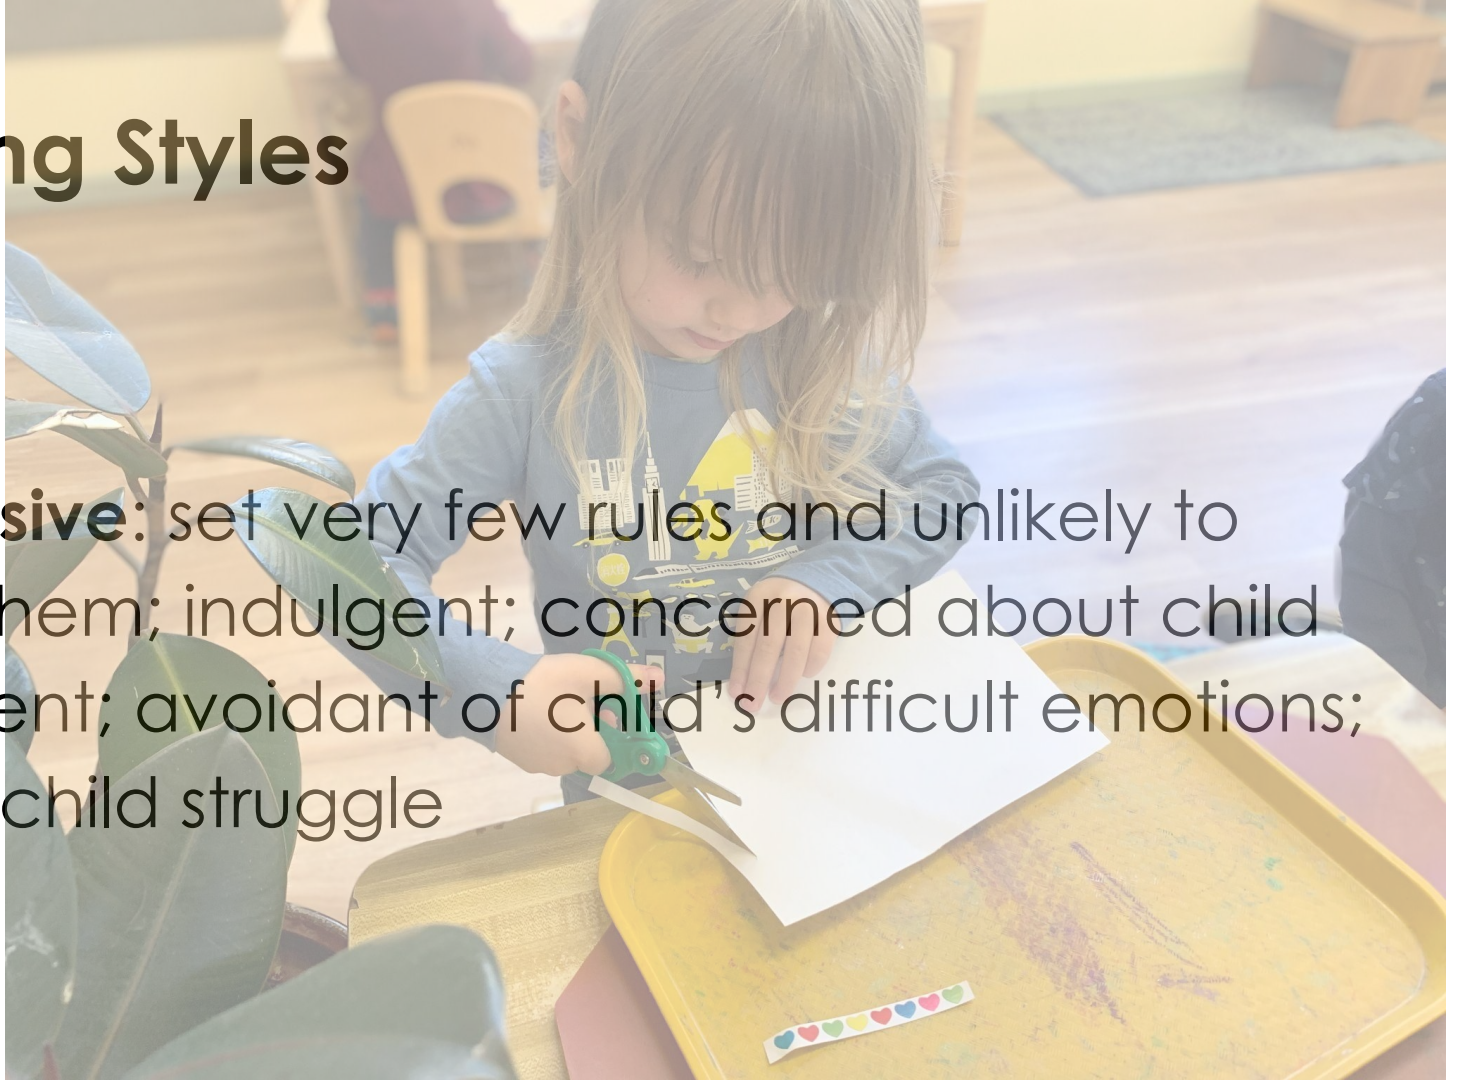 ng Styles
sive: set very few rules and unlikely to
hem; indulgent; concerned about child
ent; avoidant of child’s difficult emotions;
child struggle